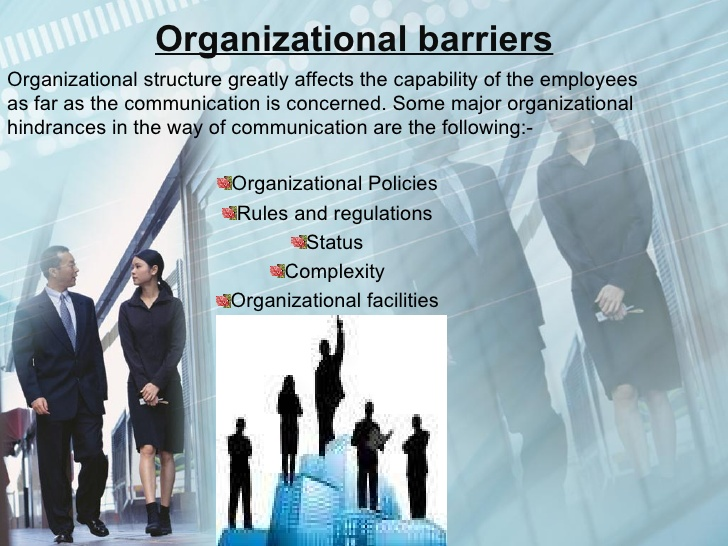 Organizational barriers
Organizational structure greatly affects the capability of the employees
as far as the communication is concerned. Some major organizational
hindrances in the way of communication are the following:-
Organizational Policies
Rules and regulations
Status
Complexity
Organizational facilities